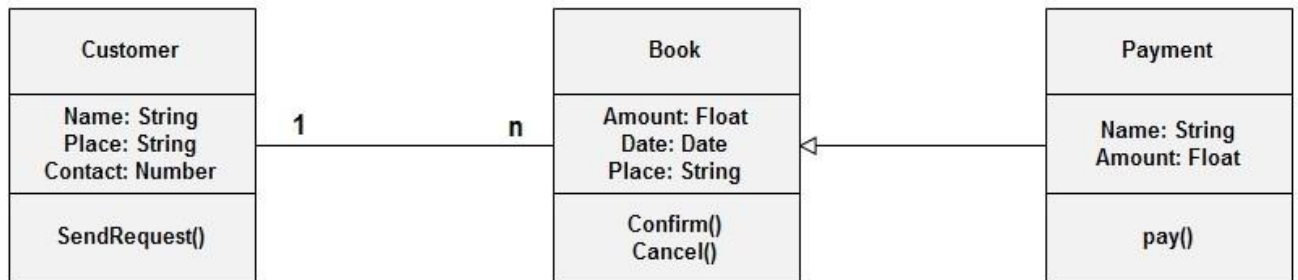 Customer
Name: String
Place: String
Contact: Number
SendRequest()
1
n
Book
Amount: Float
Date: Date
Place: String
Confirm()
Cancel()
Payment
Name: String
Amount: Float
pay()